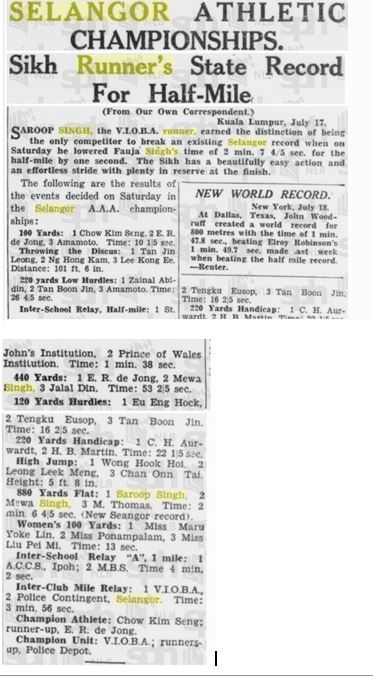 SELANGOR ATHLETIC
CHAMPIONSHIPS.
Sikh Runner's State Record
For Half-Mile
(From Our Own Correspondent.)
Kuala Lumpur, July 17.
SAROOP SINGH, the V.I.O.B.A. runner, earned the distinction of being
the only competitor to break an existing Selangor record when on
Saturday he lowered Fauja Singh's time of 2 min. 7 4/5 sec. for the
half-mile by one second. The Sikh has a beautifully easy action and
an effortless stride with plenty in reserve at the finish.
The following are the results of
the events decided on Saturday in
the Selangor A.A.A. champion-
ships:
100 Yards: 1 Chow Kim Seng, 2 E. R.
de Jong, 3 Amamoto. Time: 10 1|5 sec.
Throwing the Discus: 1 Tan Jin
Leong, 2 Ng Hong Kam, 3 Lee Kong Ee.
Distance: 101 ft. 6 in.
220 yards Low Hurdles: 1 Zainal Abi-
din, 2 Tan Boon Jin, 3 Amamoto. Time:
26 4|5 sec.
Inter-School Relay, Half-mile: 1 St.
NEW WORLD RECORD.
New York, July 18.
At Dallas, Texas, John Wood-
ruff created a world record for
800 metres with the time of 1 min.
47.8 sec., beating Elroy Robinson's
1 min. 49.7 sec. made last week
when beating the half mile record.
—Reuter.
2 Tengku Eusop, 3 Tan Boon Jin.
Time: 16 2|5 sec.
220 Yards Handicap: 1 C. H. Aur-
wardt, 2 H. B. Martin. Time: 22 1|5 sec.
John's Institution, 2 Prince of Wales
Institution. Time: 1 min. 38 sec.
440 Yards: 1 E. R. de Jong, 2 Mewa
Singh, 3 Jalal Din. Time: 53 2|5 sec.
120 Yards Hurdles: 1 Eu Eng Hock,
2 Tengku Eusop, 3 Tan Boon Jin.
Time: 16 2|5 sec.
220 Yards Handicap: 1 C. H. Aur-
wardt, 2 H. B. Martin. Time: 22 1|5 sec.
High Jump: 1 Wong Hook Hoi, 2
Leong Leek Meng, 3 Chan Onn Tai.
Height: 5 ft. 8 in.
880 Yards Flat: 1 Saroop Singh, 2
Mewa Singh, 3 M. Thomas. Time: 2
min. 6 4|5 sec. (New Seangor record).
Women's 100 Yards: 1 Miss Maru
Yoke Lin, 2 Miss Ponampalam, 3 Miss
Liu Pei Mi. Time: 13 sec.
Inter-School Relay "A", 1 mile: 1
A.C.S., Ipoh; 2 M.B.S. Time 4 min.
2 sec.
Inter-Club Mile Relay: 1 V.I.O.B.A.,
2 Police Contingent, Selangor. Time:
3 min. 56 sec.
Champion Athlete: Chow Kim Seng;
runner-up, E. R. de Jong.
Champion Unit: V.I.O.B.A.; runners-
up, Police Depot.